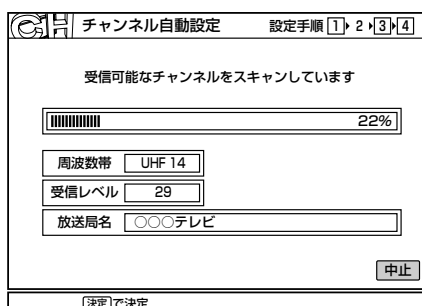 CH チャンネル自動設定 設定手順 1 2 3 4
受信可能なチャンネルをスキャンしています
22%
周波数帯 UHF 14
受信レベル 29
放送局名 ○○○テレビ
中止
決定で決定